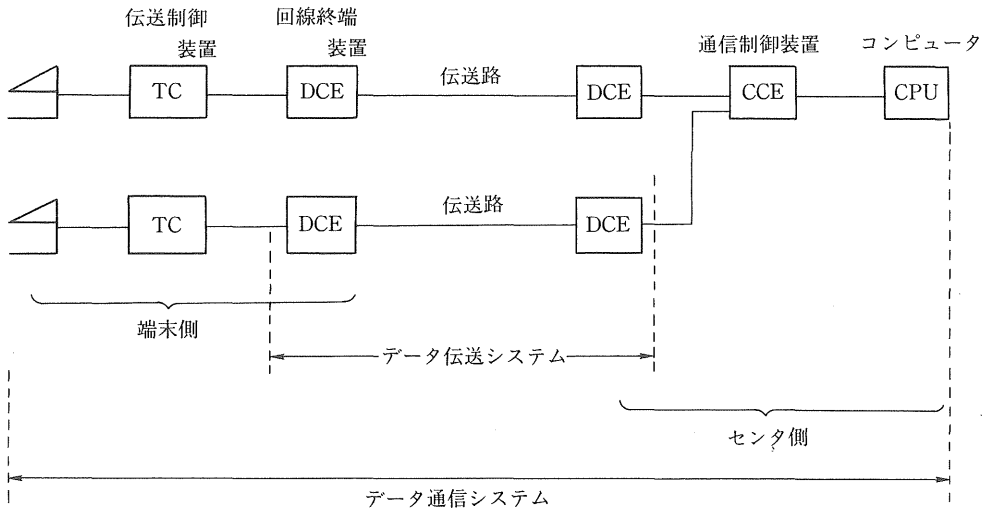 伝送制御
装置
回線終端
装置
通信制御装置
コンピュータ
TC
DCE
伝送路
DCE
CCE
CPU
TC
DCE
伝送路
DCE
端末側
データ伝送システム
センタ側
データ通信システム